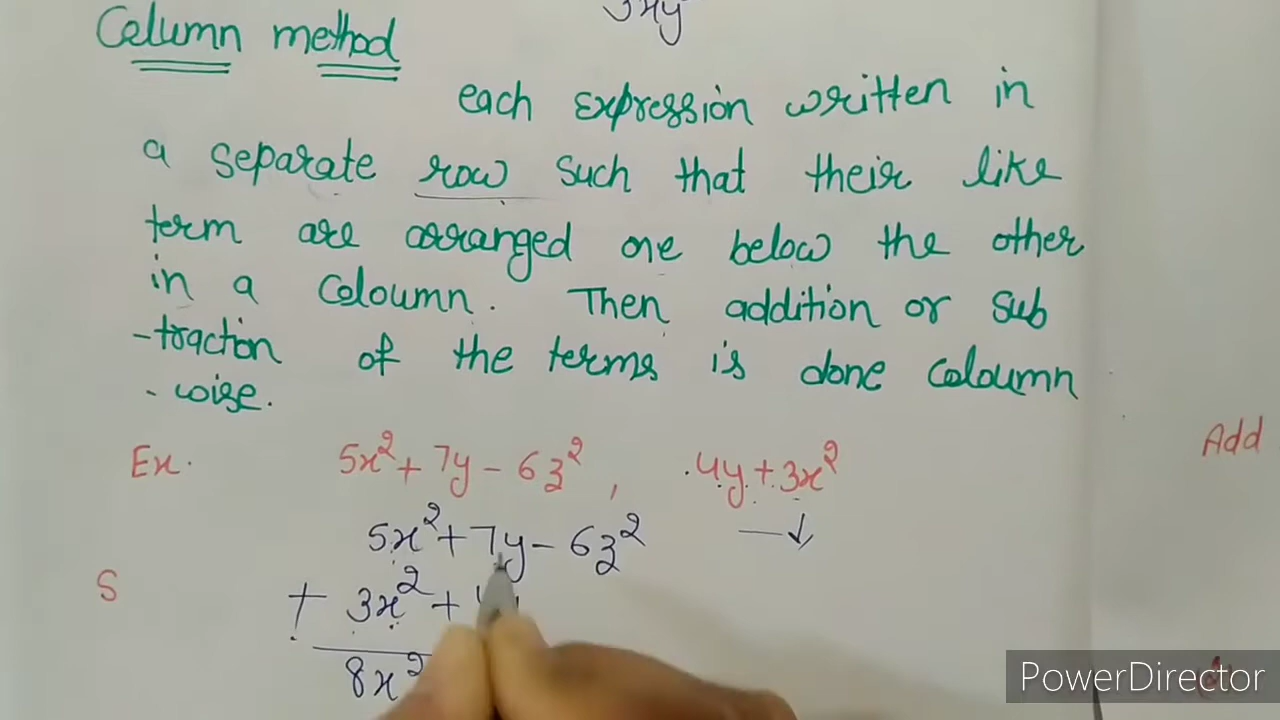 3xy
Column method
each expression written in
a separate row such that their like
term are arranged one below the other
in a coloumn. Then addition or sub
-traction of the terms is done coloumn
-wise.
Ex. 5x²+7y-6z², 4y+3x²
Add
5x²+7y-6z²
S
+ 3x²+
8x²
PowerDirector